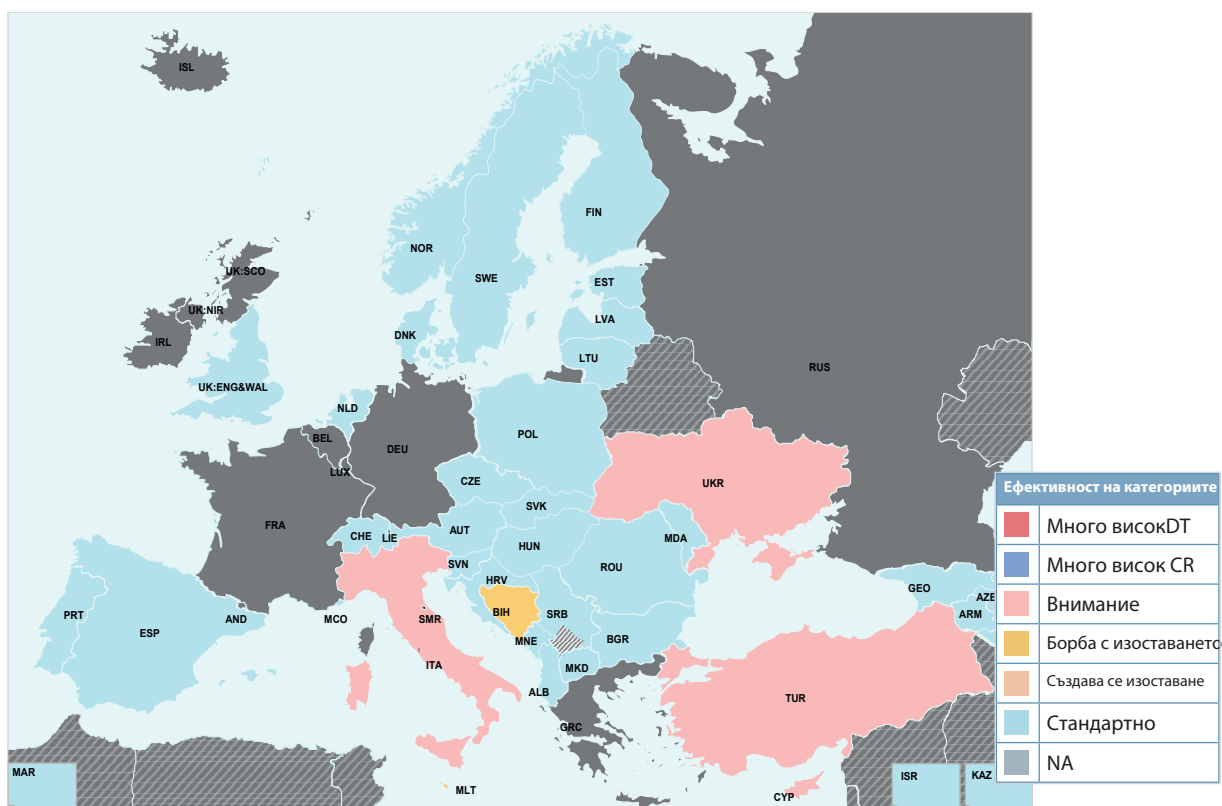 ISL
FIN
NOR
UK:SCO
SWE
EST
UK:NIR
LVA
DNK
IRL
LTU
RUS
UK:ENG&WAL
NLD
POL
BEL
DEU
LUX
CZE
UKR
SVK
FRA
AUT
CHE
LIE
MDA
HUN
SVN
ROU
HRV
GEO
AZE
PRT
BIH
SRB
ARM
AND
MCO
SMR
ESP
MNE
BGR
ITA
MKD
ALB
TUR
GRC
MAR
ISR
KAZ
MLT
CYP
Ефективност на категориите
Много високDT
Много висок CR
Внимание
Борба с изоставането
Създава се изоставане
Стандартно
NA